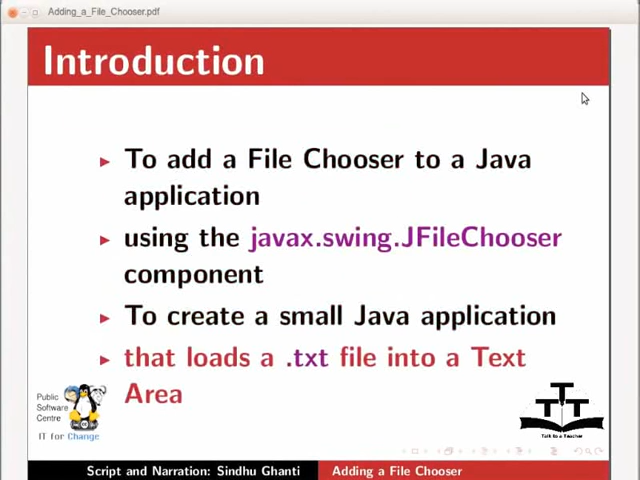 Adding_a_File_Chooser.pdf
Introduction
To add a File Chooser to a Java
application
using the javax.swing.JFileChooser
component
To create a small Java application
that loads a .txt file into a Text
Area
Public
Software
Centre
IT for Change
TTT
Talk to a Teacher
Script and Narration: Sindhu Ghanti
Adding a File Chooser